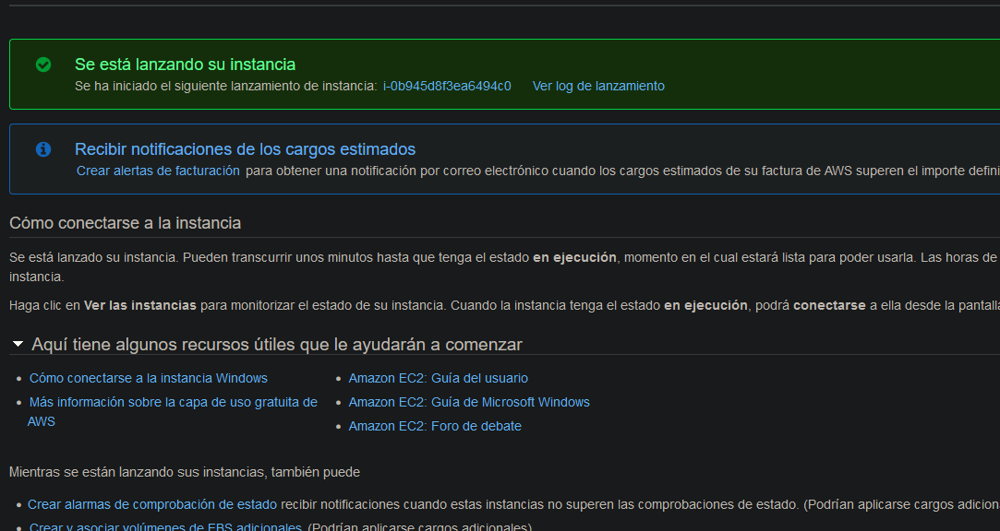 Se está lanzando su instancia
Se ha iniciado el siguiente lanzamiento de instancia: i-0b945d8f3ea6494c0 Ver log de lanzamiento
Recibir notificaciones de los cargos estimados
Crear alertas de facturación para obtener una notificación por correo electrónico cuando los cargos estimados de su factura de AWS superen el importe defini
Cómo conectarse a la instancia
Se está lanzado su instancia. Pueden transcurrir unos minutos hasta que tenga el estado en ejecución, momento en el cual estará lista para poder usarla. Las horas de
instancia.
Haga clic en Ver las instancias para monitorizar el estado de su instancia. Cuando la instancia tenga el estado en ejecución, podrá conectarse a ella desde la pantalla
Aquí tiene algunos recursos útiles que le ayudarán a comenzar
Cómo conectarse a la instancia Windows
Más información sobre la capa de uso gratuita de
AWS
Amazon EC2: Guía del usuario
Amazon EC2: Guía de Microsoft Windows
Amazon EC2: Foro de debate
Mientras se están lanzando sus instancias, también puede
Crear alarmas de comprobación de estado recibir notificaciones cuando estas instancias no superen las comprobaciones de estado. (Podrían aplicarse cargos adicion
Crear y asociar volúmenes de EBS adicionales (Podrían aplicarse cargos adicionales)